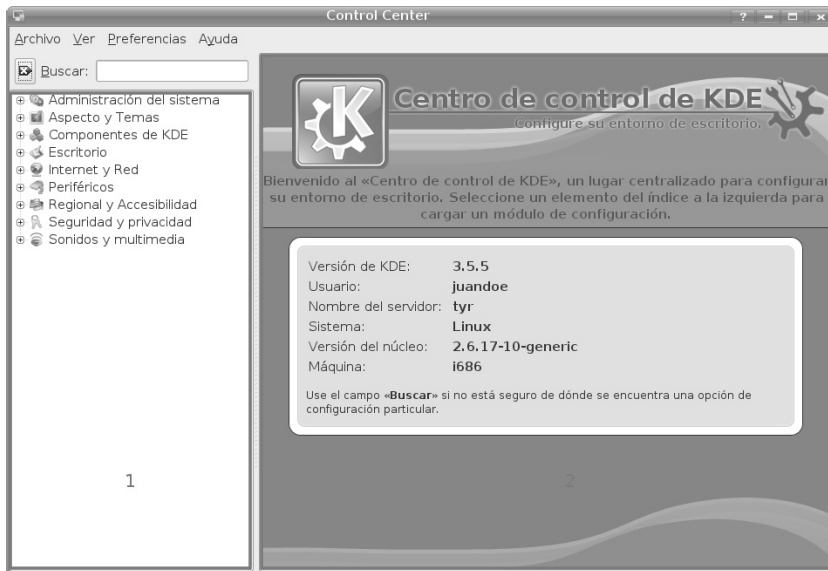 Control Center
Archivo Ver Preferencias Ayuda
Buscar:
Administración del sistema
Aspecto y Temas
Componentes de KDE
Escritorio
Internet y Red
Periféricos
Regional y Accesibilidad
Seguridad y privacidad
Sonidos y multimedia
1
Centro de control de KDE
Configure su entorno de escritorio.
Bienvenido al «Centro de control de KDE», un lugar centralizado para configurar
su entorno de escritorio. Seleccione un elemento del índice a la izquierda para
cargar un módulo de configuración.
Versión de KDE: 3.5.5
Usuario: juandoe
Nombre del servidor: tyr
Sistema: Linux
Versión del núcleo: 2.6.17-10-generic
Máquina: i686
Use el campo «Buscar» si no está seguro de dónde se encuentra una opción de
configuración particular.
2